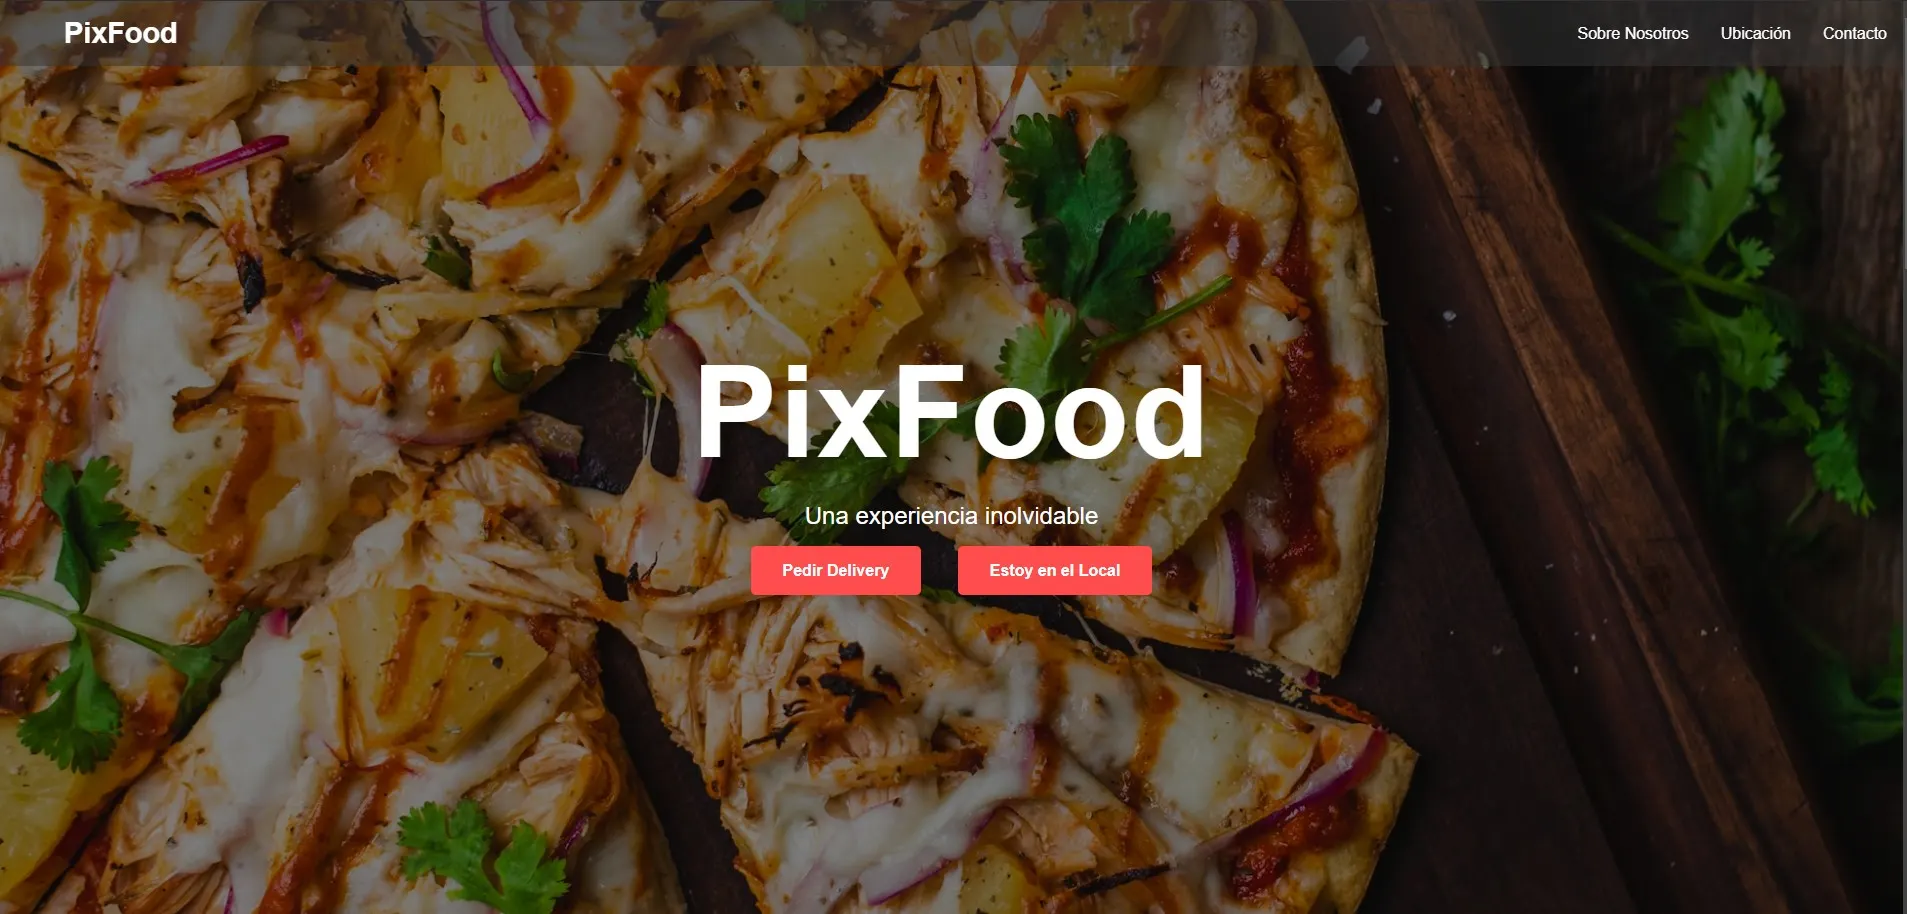 PixFood
Sobre Nosotros
Ubicación
Contacto
PixFood
Una experiencia inolvidable
Pedir Delivery
Estoy en el Local